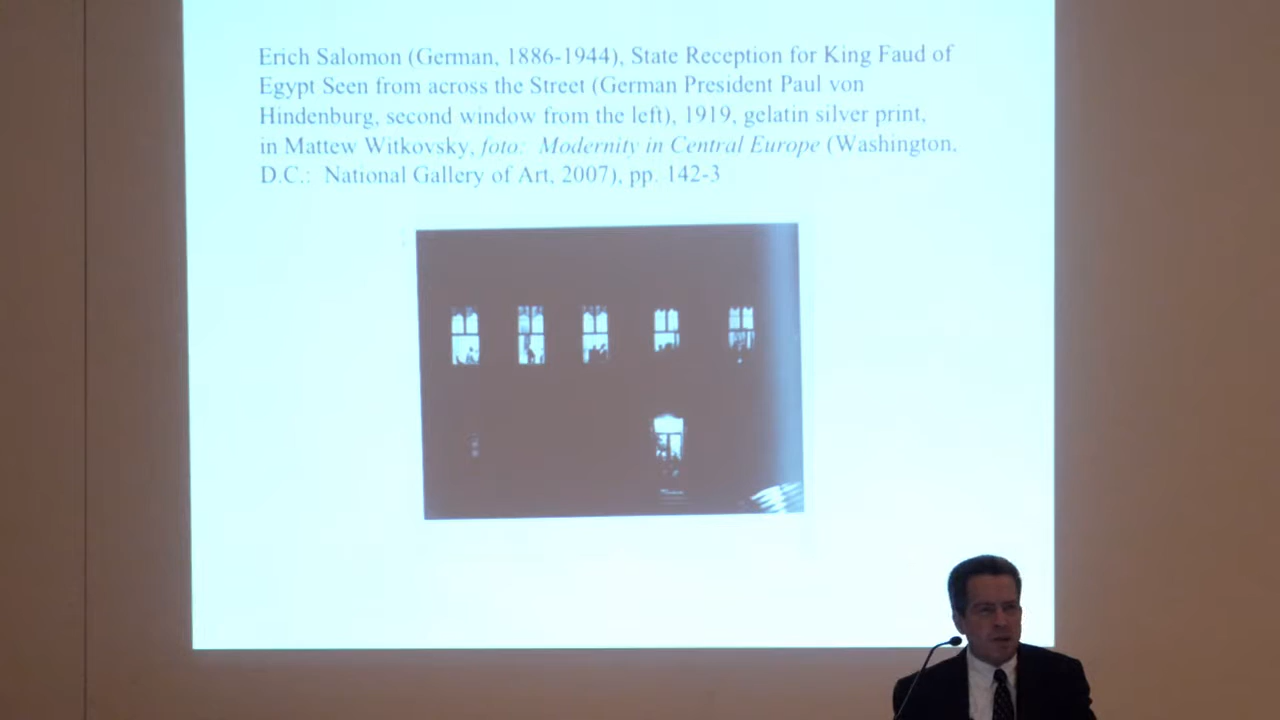 Erich Salomon (German, 1886-1944), State Reception for King Faud of
Egypt Seen from across the Street (German President Paul von
Hindenburg, second window from the left), 1919, gelatin silver print,
in Mattew Witkovsky, foto: Modernity in Central Europe (Washington,
D.C.: National Gallery of Art, 2007), pp. 142-3